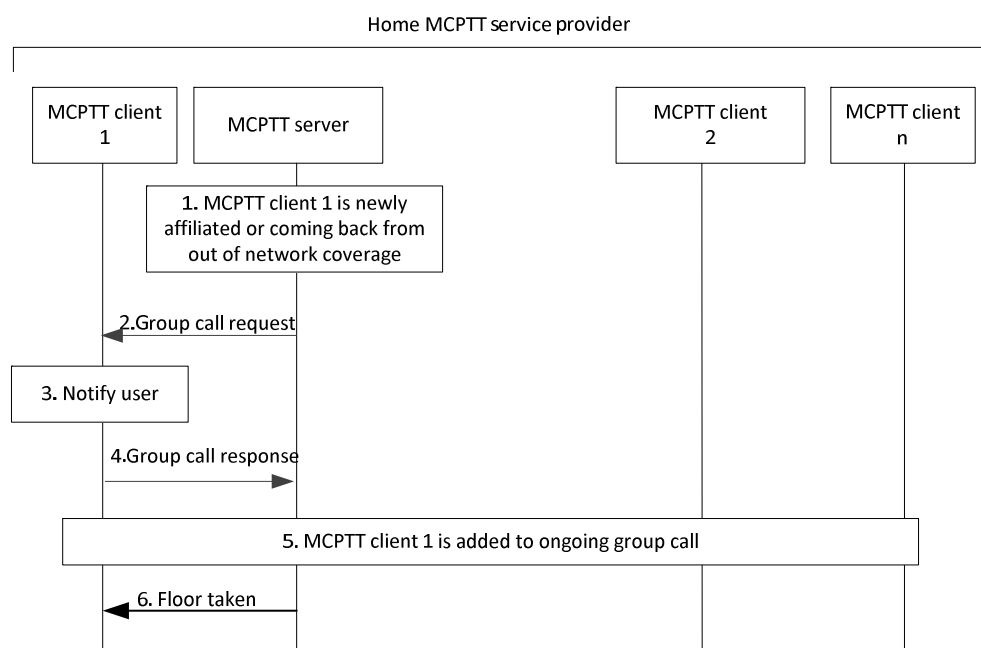 Home MCPTT service provider
MCPTT client
1
MCPTT server
MCPTT client
2
MCPTT client
n
1. MCPTT client 1 is newly
affiliated or coming back from
out of network coverage
2.Group call request
3. Notify user
4.Group call response
5. MCPTT client 1 is added to ongoing group call
6. Floor taken